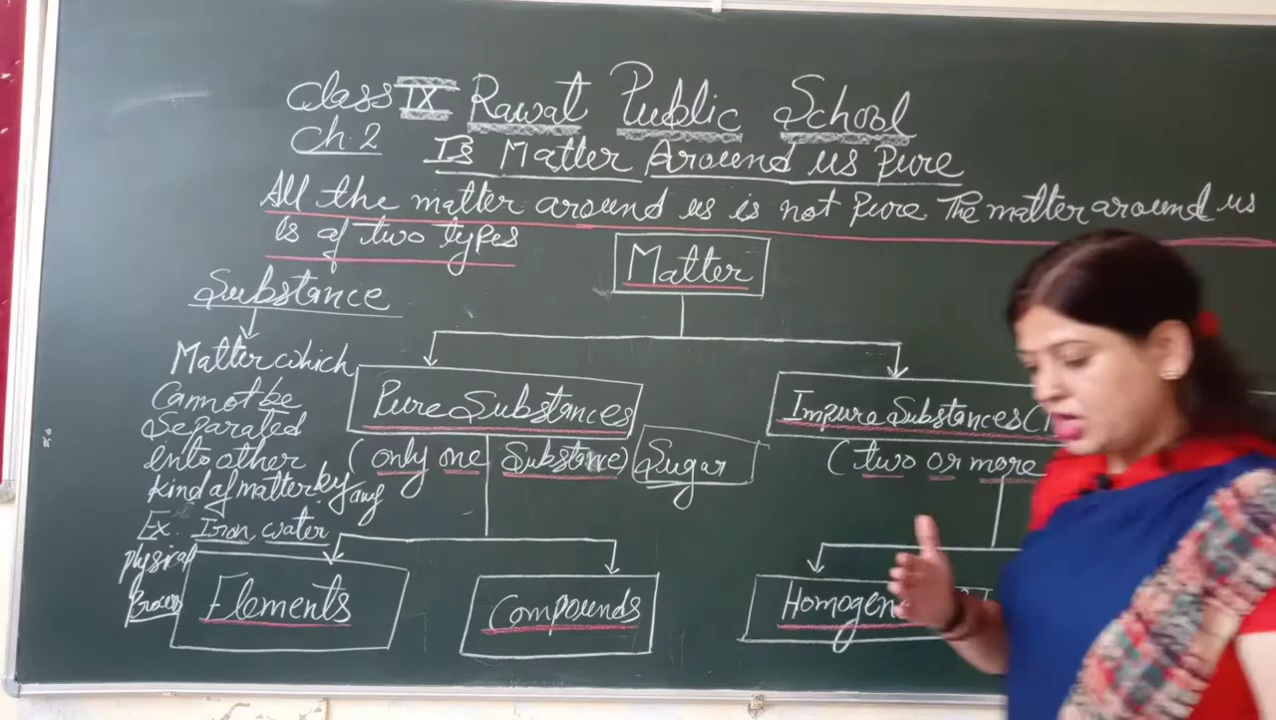 Class IX Rawat Public School
Ch. 2 Is Matter Around us Pure
All the matter around us is not Pure. The matter around us
Is of two types
Matter
Substance
Matter which
Cannot be
Separated
Into other
kind of matter by any
Ex. Iron, water
physical
Process
Pure Substances
(only one Substance) Sugar
Elements
Compounds
Impure Substances (
(two or more